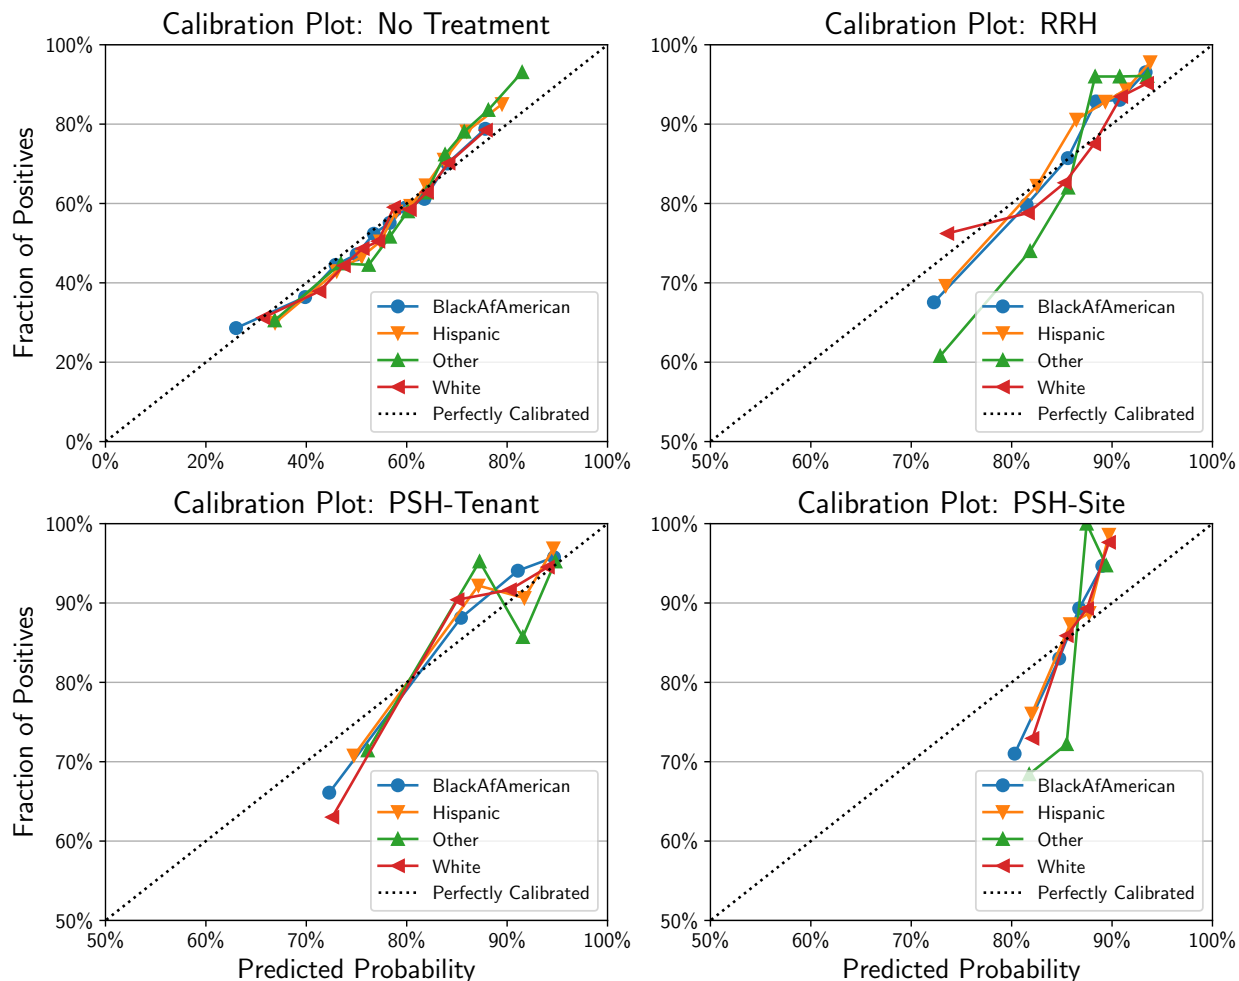 Calibration Plot: No Treatment
Fraction of Positives
100%
80%
60%
40%
20%
0%
0% 20% 40% 60% 80% 100%
BlackAfAmerican
Hispanic
Other
White
Perfectly Calibrated
Calibration Plot: RRH
100%
90%
80%
70%
60%
50%
50% 60% 70% 80% 90% 100%
BlackAfAmerican
Hispanic
Other
White
Perfectly Calibrated
Calibration Plot: PSH-Tenant
Fraction of Positives
100%
90%
80%
70%
60%
50%
50% 60% 70% 80% 90% 100%
Predicted Probability
BlackAfAmerican
Hispanic
Other
White
Perfectly Calibrated
Calibration Plot: PSH-Site
100%
90%
80%
70%
60%
50%
50% 60% 70% 80% 90% 100%
Predicted Probability
BlackAfAmerican
Hispanic
Other
White
Perfectly Calibrated